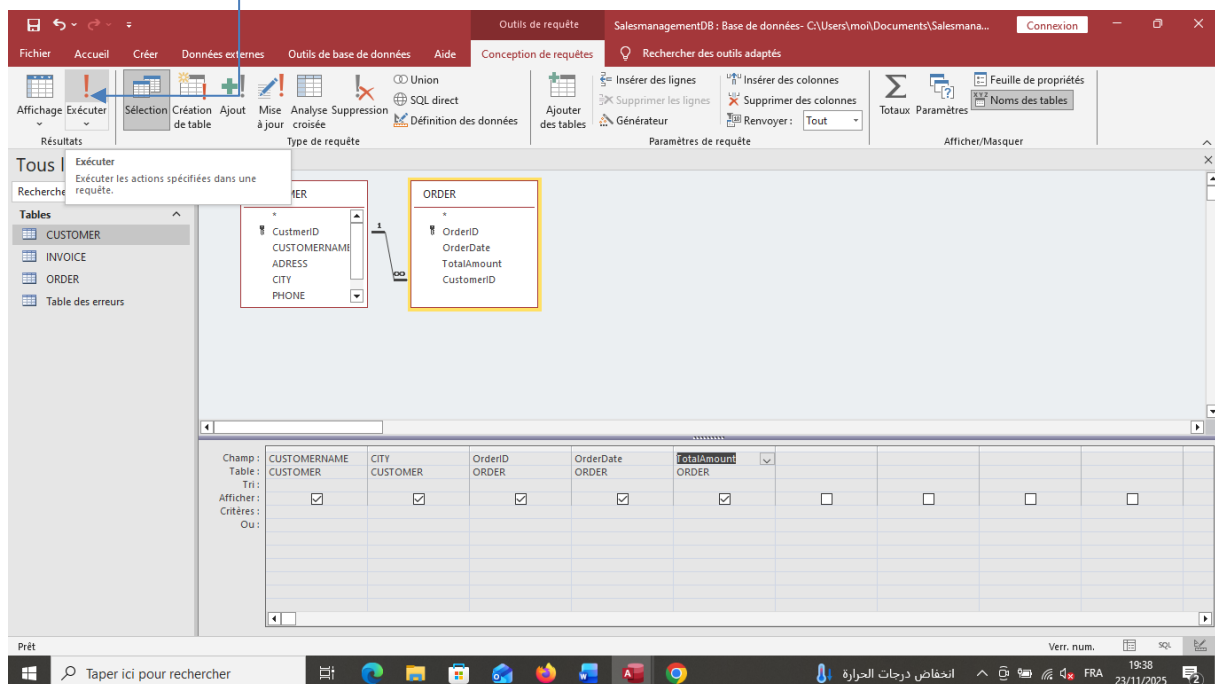 Outils de requête
SalesmanagementDB : Base de données- C:\Users\moi\Documents\Salesmana...
Connexion
Fichier Accueil Créer Données externes Outils de base de données Aide Conception de requêtes Rechercher des outils adaptés
Affichage
Exécuter
Sélection
Création de table
Ajout
Mise à jour
Analyse croisée
Suppression
Union
SQL direct
Définition des données
Ajouter des tables
Insérer des lignes
Supprimer les lignes
Générateur
Insérer des colonnes
Supprimer des colonnes
Renvoyer : Tout
Totaux
Paramètres
Feuille de propriétés
Noms des tables
Résultats
Type de requête
Paramètres de requête
Afficher/Masquer
Exécuter
Exécuter les actions spécifiées dans une
requête.
Tous l
Recherche
Tables
CUSTOMER
INVOICE
ORDER
Table des erreurs
MER
*
CustmerID
CUSTOMERNAME
ADRESS
CITY
PHONE
1
∞
ORDER
*
OrderID
OrderDate
TotalAmount
CustomerID
Champ : CUSTOMERNAME CITY OrderID OrderDate TotalAmount
Table : CUSTOMER CUSTOMER ORDER ORDER ORDER
Tri :
Afficher :
Critères :
Ou :
Prêt
Verr. num.
SQL
Taper ici pour rechercher
انخفاض درجات الحرارة
FRA
19:38
23/11/2025
2